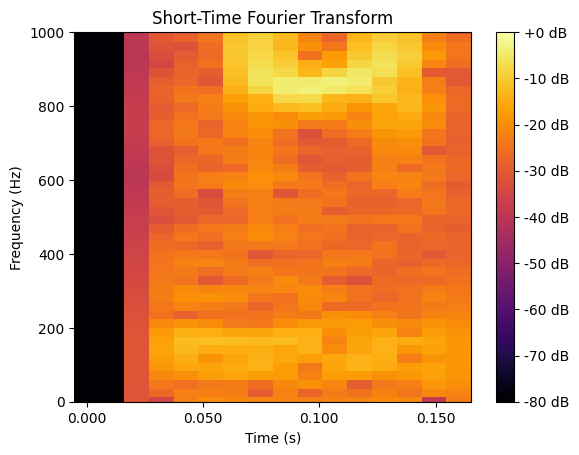 Short-Time Fourier Transform
Frequency (Hz)
1000
800
600
400
200
0
0.000
0.050
0.100
0.150
Time (s)
+0 dB
-10 dB
-20 dB
-30 dB
-40 dB
-50 dB
-60 dB
-70 dB
-80 dB